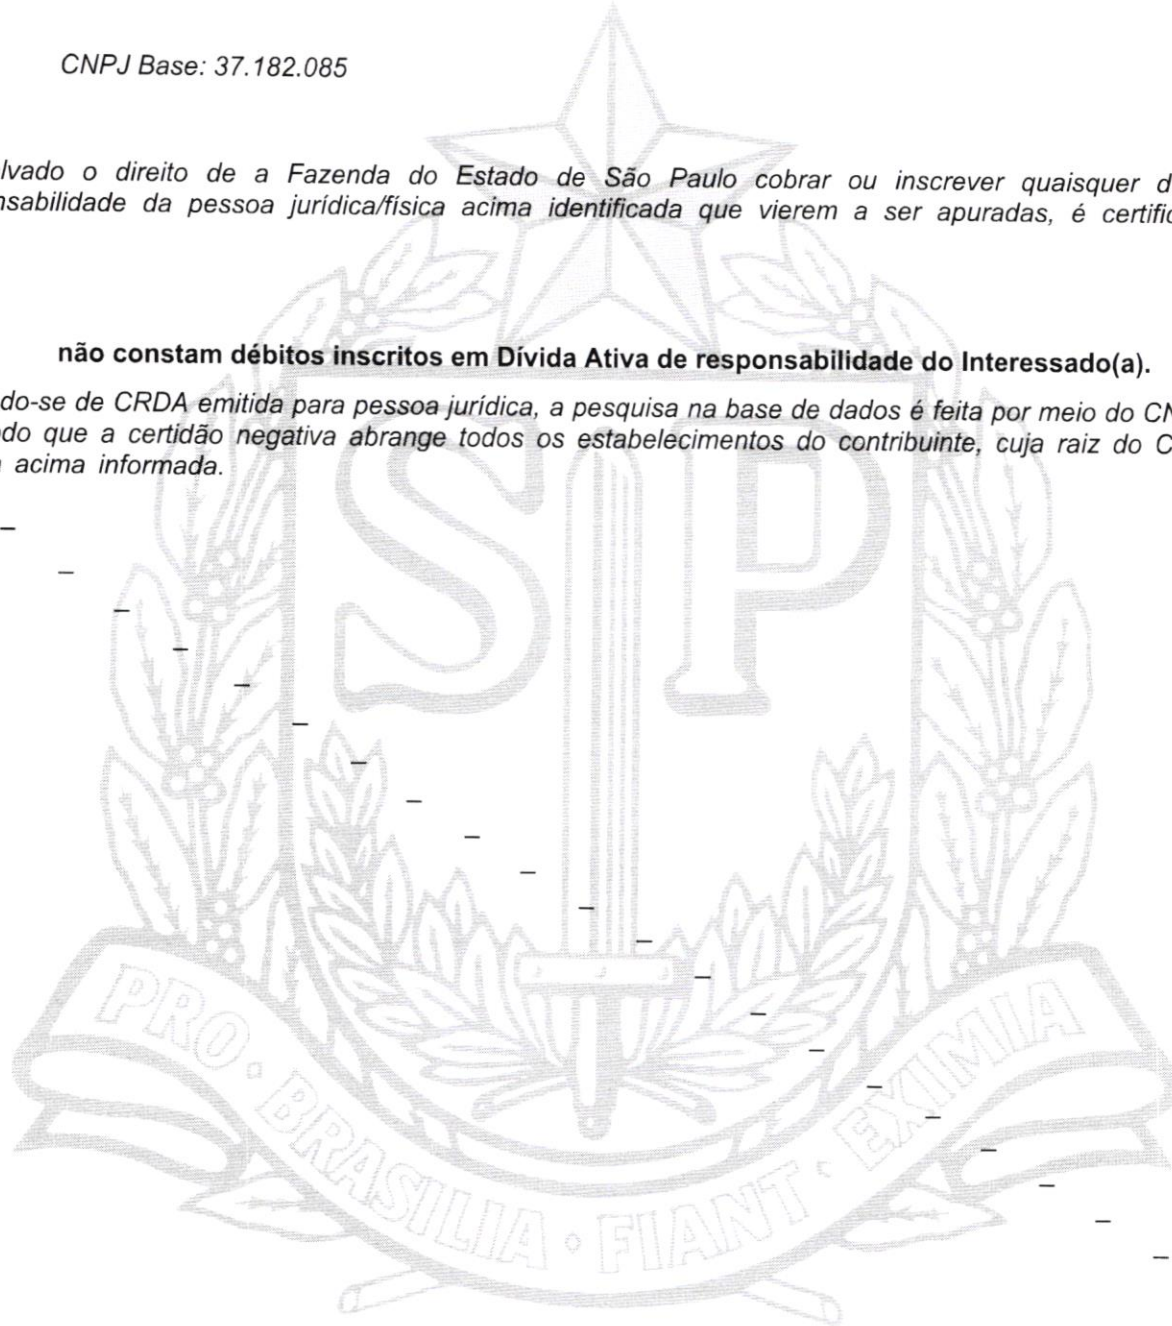 CNPJ Base: 37.182.085
lvado o direito de a Fazenda do Estado de São Paulo cobrar ou inscrever quaisquer d
nsabilidade da pessoa jurídica/física acima identificada que vierem a ser apuradas, é certific
não constam débitos inscritos em Dívida Ativa de responsabilidade do Interessado(a).
do-se de CRDA emitida para pessoa jurídica, a pesquisa na base de dados é feita por meio do CN
do que a certidão negativa abrange todos os estabelecimentos do contribuinte, cuja raiz do C
acima informada.
SP
PRO · BRASILIA · FIANT · EXIMIA